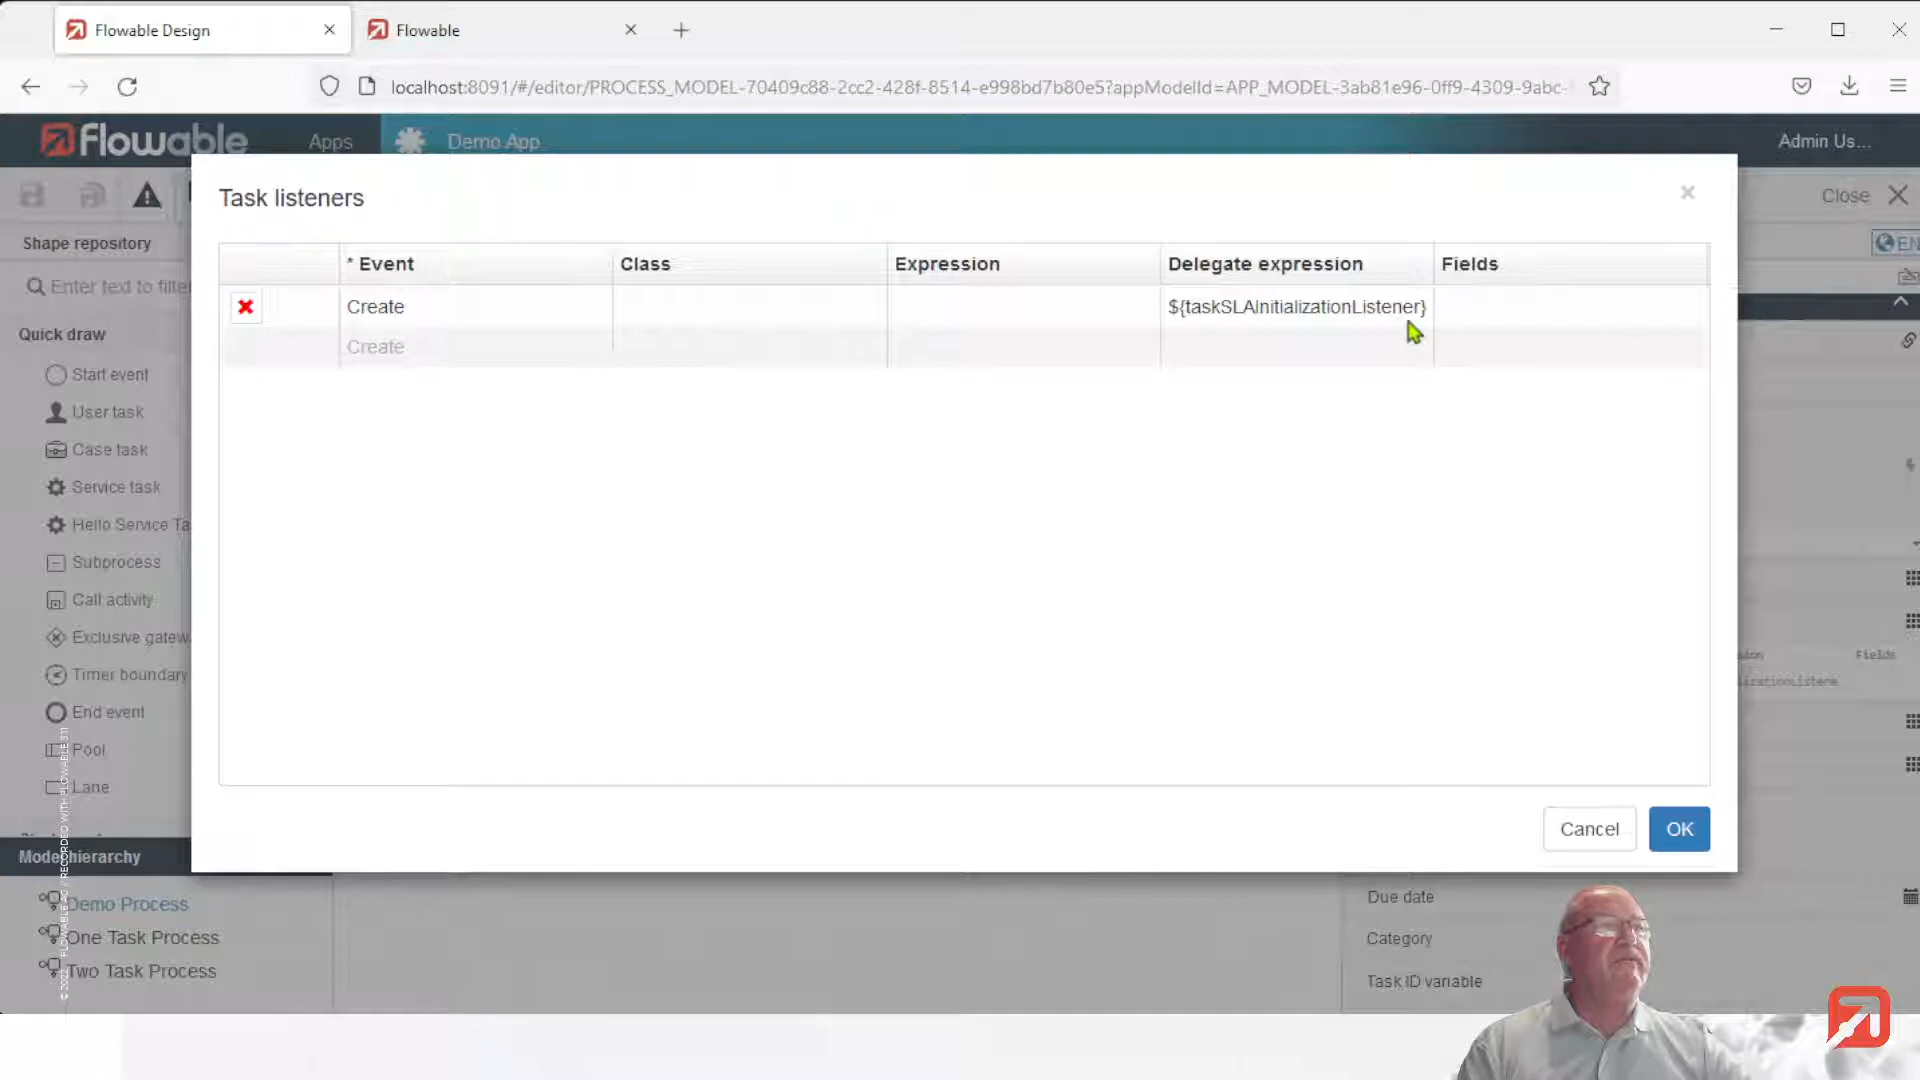 Flowable Design
Flowable
localhost:8091/#/editor/PROCESS_MODEL-70409c88-2cc2-428f-8514-e998bd7b80e5?appModelId=APP_MODEL-3ab81e96-0ff9-4309-9abc-
Flowable
Apps
Demo App
Admin Us...
Task listeners
Close
Shape repository
EN
* Event
Class
Expression
Delegate expression
Fields
Enter text to filte
Create
${taskSLAInitializationListener}
Quick draw
Create
Start event
User task
Case task
Service task
Hello Service Ta
Subprocess
Call activity
Exclusive gatew
Fields
Timer boundary
End event
Pool
Lane
Cancel
OK
Model hierarchy
Demo Process
Due date
One Task Process
Category
Two Task Process
Task ID variable